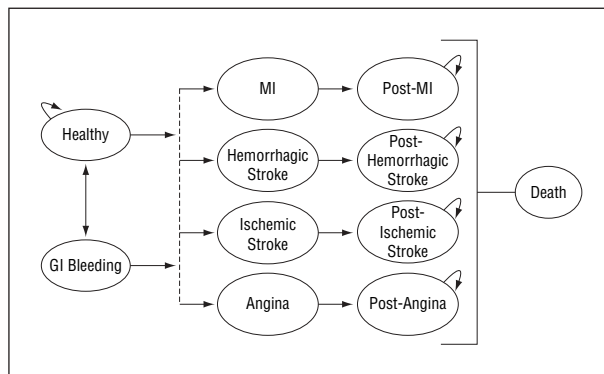 MI
Post-MI
Healthy
Hemorrhagic
Stroke
Post-
Hemorrhagic
Stroke
Death
Ischemic
Stroke
Post-
Ischemic
Stroke
GI Bleeding
Angina
Post-Angina